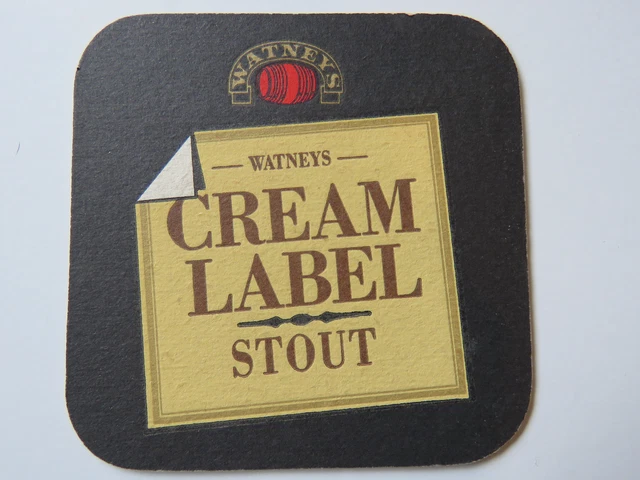 WATNEYS
— WATNEYS —
CREAM
LABEL
STOUT